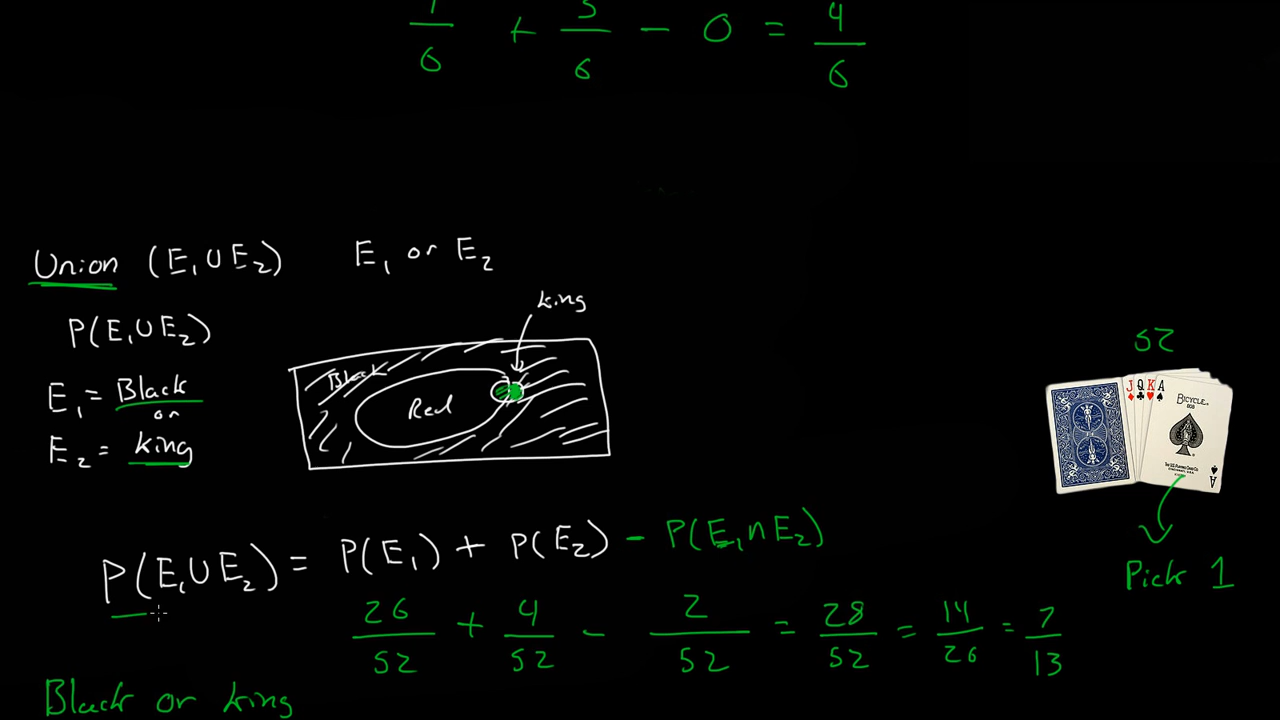 1/6 + 3/6 - 0 = 4/6
Union (E₁∪E₂) E₁ or E₂
king
P(E₁∪E₂)
E₁ = Black
or
E₂ = king
Black
Red
52
J Q K A
BICYCLE
808
A
P(E₁∪E₂) = P(E₁) + P(E₂) - P(E₁∩E₂)
Pick 1
26/52 + 4/52 - 2/52 = 28/52 = 14/26 = 7/13
Black or king